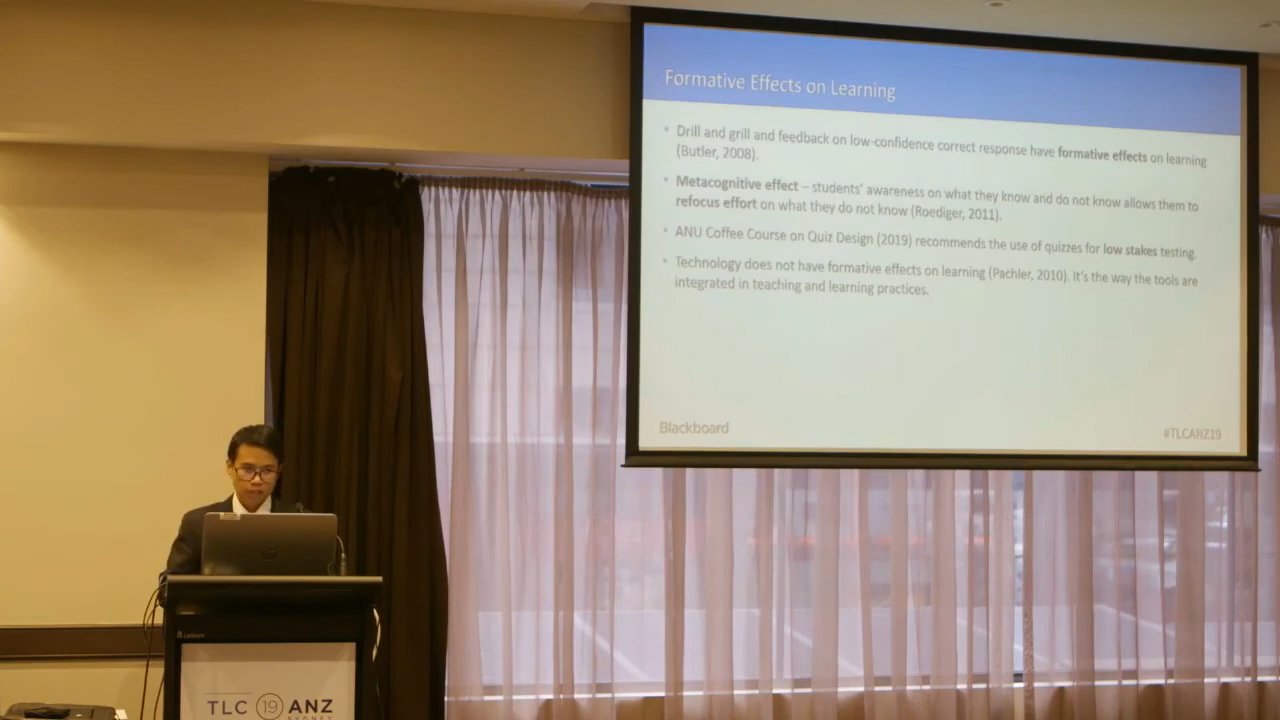 Formative Effects on Learning
• Drill and grill and feedback on low-confidence correct response have formative effects on learning
(Butler, 2008).
• Metacognitive effect – students' awareness on what they know and do not know allows them to
refocus effort on what they do not know (Roediger, 2011).
• ANU Coffee Course on Quiz Design (2019) recommends the use of quizzes for low stakes testing.
• Technology does not have formative effects on learning (Pachler, 2010). It's the way the tools are
integrated in teaching and learning practices.
Blackboard
#TLCANZ19
Lectrum
TLC 19 ANZ
SYDNEY